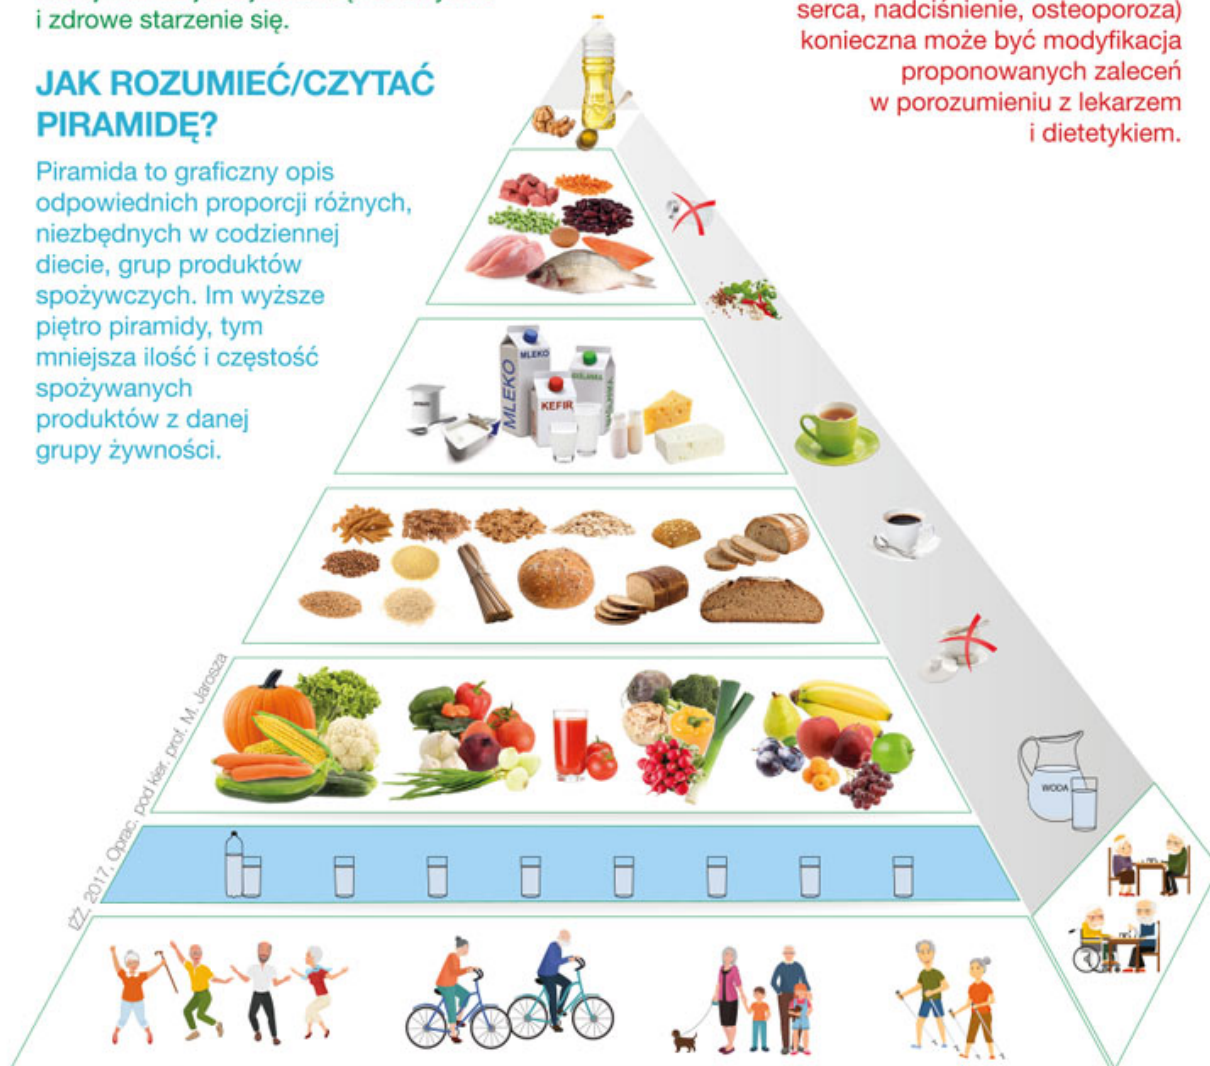 i zdrowe starzenie się.
serca, nadciśnienie, osteoporoza)
konieczna może być modyfikacja
proponowanych zaleceń
w porozumieniu z lekarzem
i dietetykiem.
JAK ROZUMIEĆ/CZYTAĆ
PIRAMIDĘ?
Piramida to graficzny opis
odpowiednich proporcji różnych,
niezbędnych w codziennej
diecie, grup produktów
spożywczych. Im wyższe
piętro piramidy, tym
mniejsza ilość i częstość
spożywanych
produktów z danej
grupy żywności.
MLEKO
MLEKO
KEFIR
WODA
IŻŻ, 2017, Oprac. pod kier. prof. M. Jarosza